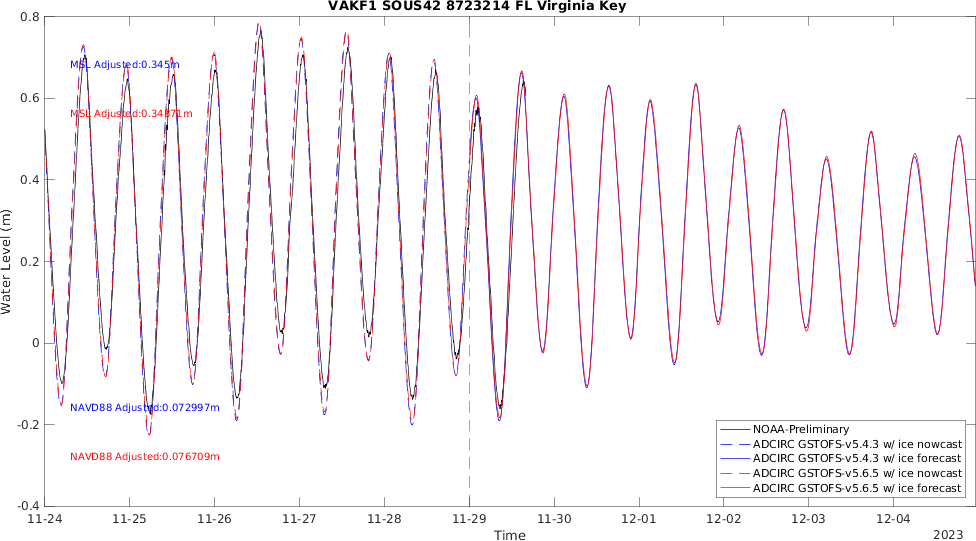 VAKF1 SOUS42 8723214 FL Virginia Key
0.8
0.6
0.4
0.2
0
-0.2
-0.4
Water Level (m)
MSL Adjusted:0.345m
MSL Adjusted:0.34871m
NAVD88 Adjusted:0.072997m
NAVD88 Adjusted:0.076709m
NOAA-Preliminary
ADCIRC GSTOFS-v5.4.3 w/ ice nowcast
ADCIRC GSTOFS-v5.4.3 w/ ice forecast
ADCIRC GSTOFS-v5.6.5 w/ ice nowcast
ADCIRC GSTOFS-v5.6.5 w/ ice forecast
11-24 11-25 11-26 11-27 11-28 11-29 11-30 12-01 12-02 12-03 12-04
Time
2023